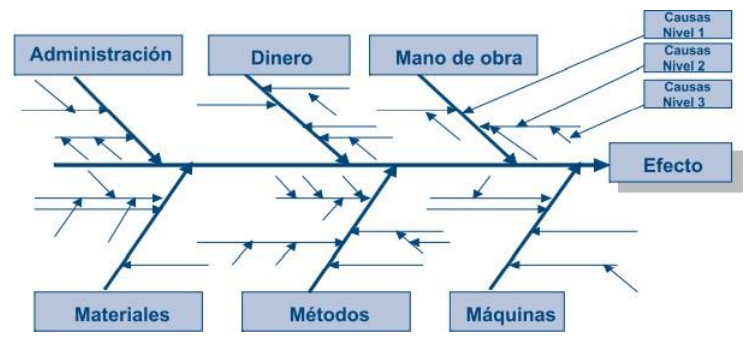 Causas
Nivel 1
Administración
Dinero
Mano de obra
Causas
Nivel 2
Causas
Nivel 3
Efecto
Materiales
Métodos
Máquinas